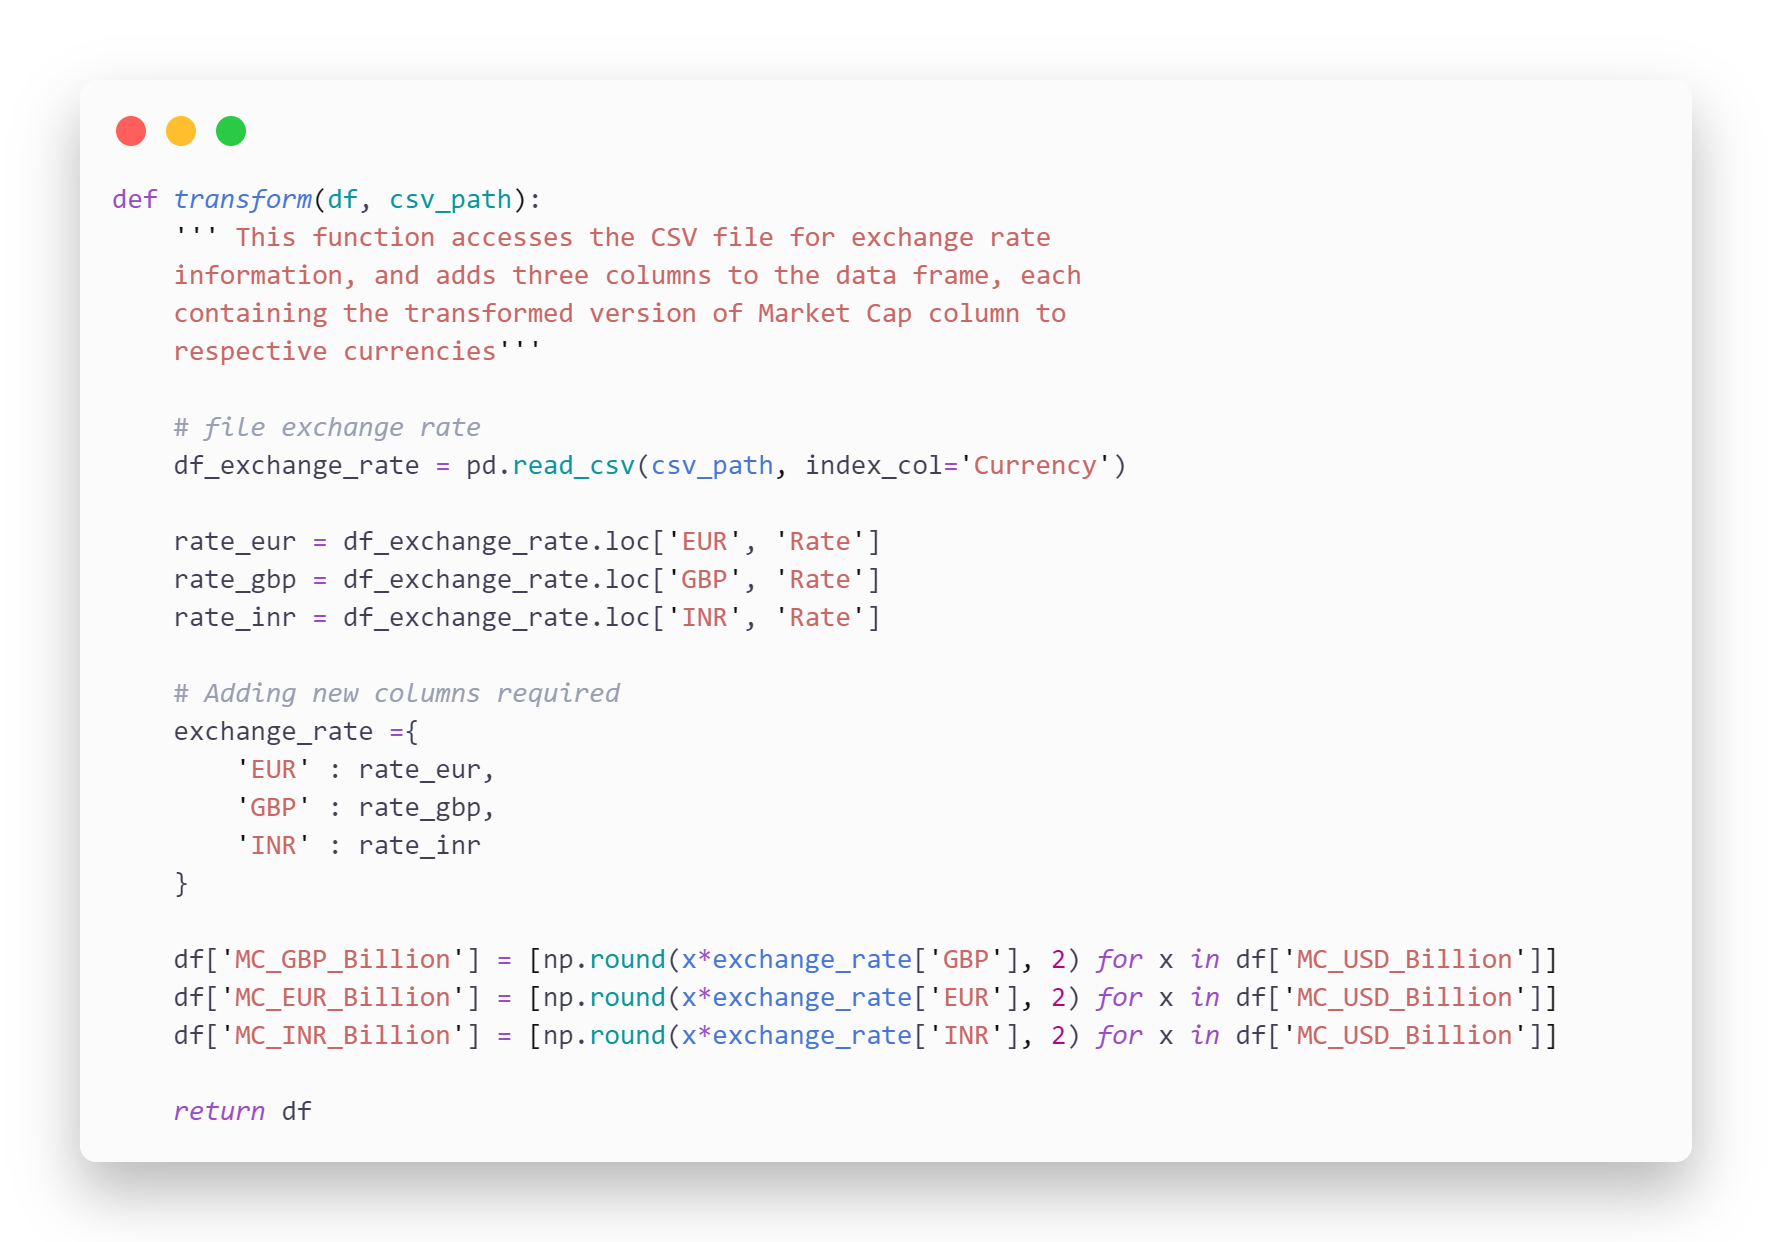 def transform(df, csv_path):
    ''' This function accesses the CSV file for exchange rate
    information, and adds three columns to the data frame, each
    containing the transformed version of Market Cap column to
    respective currencies'''

    # file exchange rate
    df_exchange_rate = pd.read_csv(csv_path, index_col='Currency')

    rate_eur = df_exchange_rate.loc['EUR', 'Rate']
    rate_gbp = df_exchange_rate.loc['GBP', 'Rate']
    rate_inr = df_exchange_rate.loc['INR', 'Rate']

    # Adding new columns required
    exchange_rate ={
        'EUR' : rate_eur,
        'GBP' : rate_gbp,
        'INR' : rate_inr
    }

    df['MC_GBP_Billion'] = [np.round(x*exchange_rate['GBP'], 2) for x in df['MC_USD_Billion']]
    df['MC_EUR_Billion'] = [np.round(x*exchange_rate['EUR'], 2) for x in df['MC_USD_Billion']]
    df['MC_INR_Billion'] = [np.round(x*exchange_rate['INR'], 2) for x in df['MC_USD_Billion']]

    return df